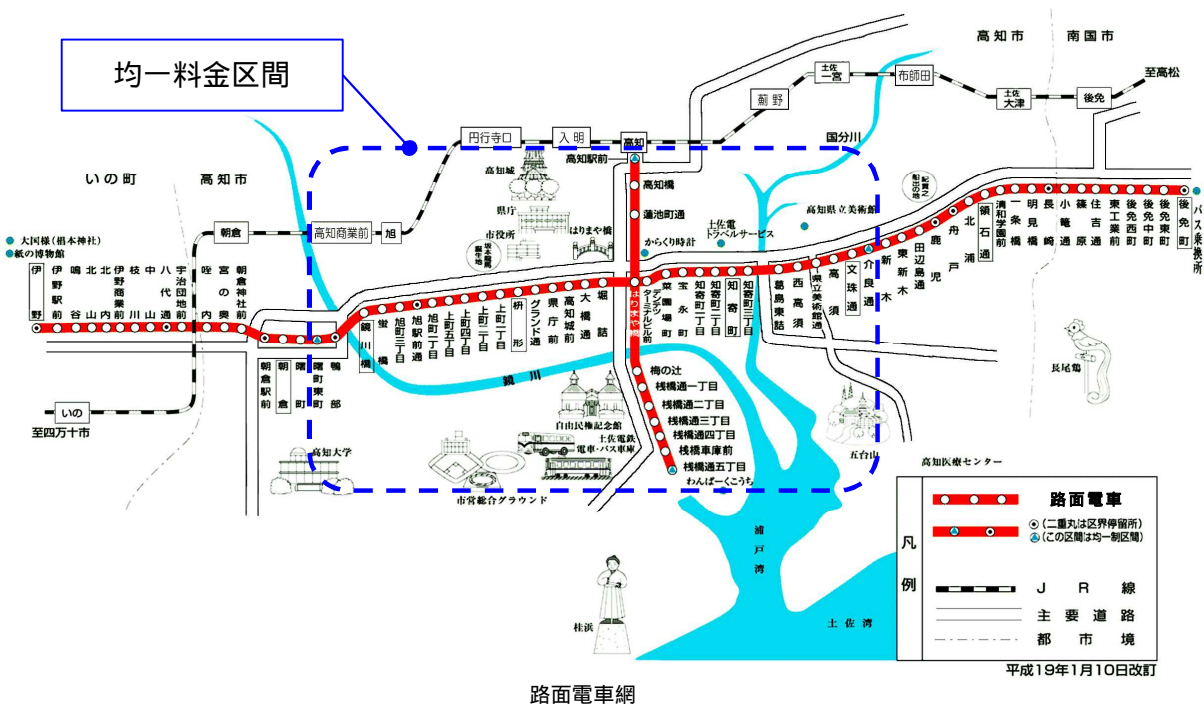 均一料金区間
高知市
南国市
至高松
土佐一宮
布師田
薊野
土佐大津
後免
円行寺口
入明
高知
国分川
高知駅前
高知城
高知橋
県庁
蓮池町通
市役所
はりまや橋
坂本龍馬誕生地
土佐電トラベルサービス
からくり時計
高知県立美術館
紀貫之船出の地
いの町
高知市
朝倉
高知商業前
旭
大国様(椙本神社)
紙の博物館
バス乗換所
伊野
伊野駅前
鳴谷
北山
北内
伊野商業前
枝川
中山
八代通
宇治団地前
咥内
宮の奥
朝倉神社前
朝倉駅前
朝倉
曙町
曙町東町
鴨部
鏡川橋
蛍橋
旭町三丁目
旭駅前通
旭町一丁目
上町五丁目
上町四丁目
上町二丁目
上町一丁目
枡形
グランド通
県庁前
高知城前
大橋通
堀詰
はりまや橋
デンテツターミナルビル前
菜園場町
宝永町
知寄町一丁目
知寄町二丁目
知寄町
知寄町三丁目
葛島東詰
西高須
県立美術館通
高須
文珠通
介良通
新木
東新木
田辺島通
鹿児
舟戸
北浦
領石通
清和学園前
一条橋
明見橋
長崎
小篭通
篠原
住吉通
東工業前
後免西町
後免中町
後免東町
後免町
梅の辻
桟橋通一丁目
桟橋通二丁目
桟橋通三丁目
桟橋通四丁目
桟橋車庫前
桟橋通五丁目
わんぱーくこうち
鏡川
自由民権記念館
土佐電鉄
電車・バス車庫
市営総合グラウンド
高知大学
いの
至四万十市
五台山
長尾鶏
高知医療センター
浦戸湾
土佐湾
桂浜
凡例
路面電車
(二重丸は区界停留所)
(この区間は均一制区間)
JR線
主要道路
都市境
平成19年1月10日改訂
路面電車網